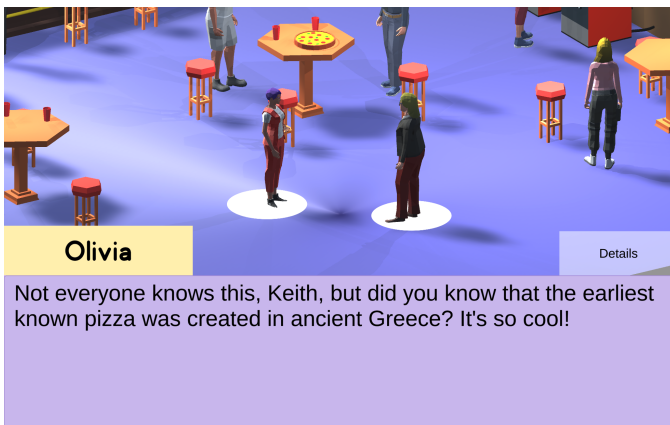 Olivia
Details
Not everyone knows this, Keith, but did you know that the earliest
known pizza was created in ancient Greece? It's so cool!